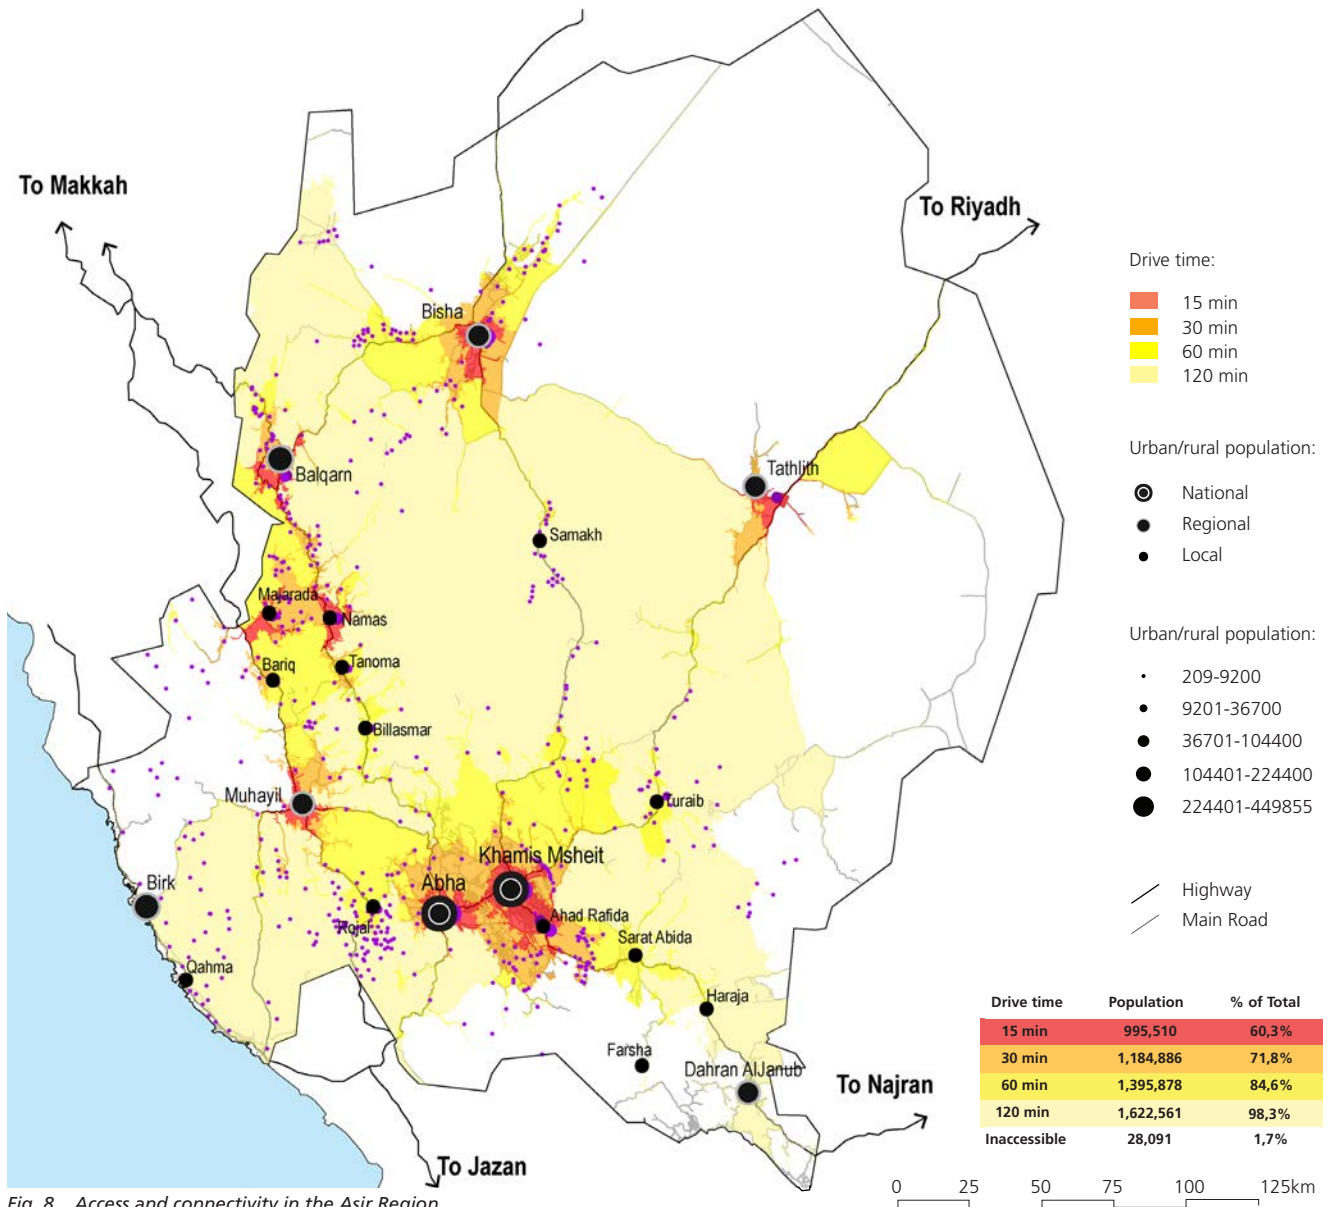 To Makkah
To Riyadh
Bisha
Balqarn
Tathlith
Samakh
Majarada
Namas
Bariq
Tanoma
Billasmar
Muhayil
Turaib
Khamis Msheit
Abha
Birk
Rojal
Ahad Rafida
Sarat Abida
Qahma
Haraja
Farsha
Dahran AlJanub
To Najran
To Jazan
Drive time:
15 min
30 min
60 min
120 min
Urban/rural population:
National
Regional
Local
Urban/rural population:
209-9200
9201-36700
36701-104400
104401-224400
224401-449855
Highway
Main Road
Drive time Population % of Total
15 min 995,510 60,3%
30 min 1,184,886 71,8%
60 min 1,395,878 84,6%
120 min 1,622,561 98,3%
Inaccessible 28,091 1,7%
0 25 50 75 100 125km
Fig. 8 Access and connectivity in the Asir Region